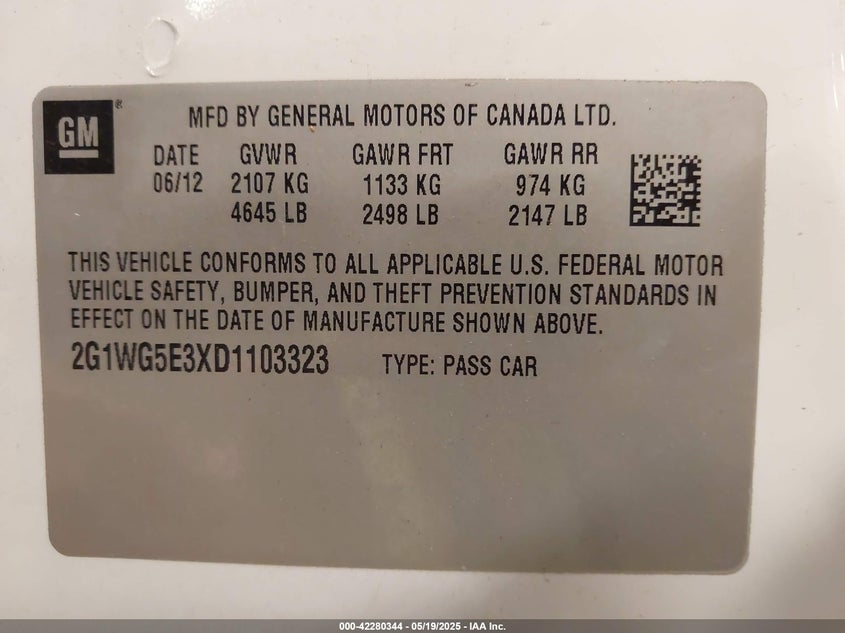 GM®
MFD BY GENERAL MOTORS OF CANADA LTD.
DATE GVWR GAWR FRT GAWR RR
06/12 2107 KG 1133 KG 974 KG
4645 LB 2498 LB 2147 LB
THIS VEHICLE CONFORMS TO ALL APPLICABLE U.S. FEDERAL MOTOR
VEHICLE SAFETY, BUMPER, AND THEFT PREVENTION STANDARDS IN
EFFECT ON THE DATE OF MANUFACTURE SHOWN ABOVE.
2G1WG5E3XD1103323 TYPE: PASS CAR
000-42280344 - 05/19/2025 - IAA Inc.